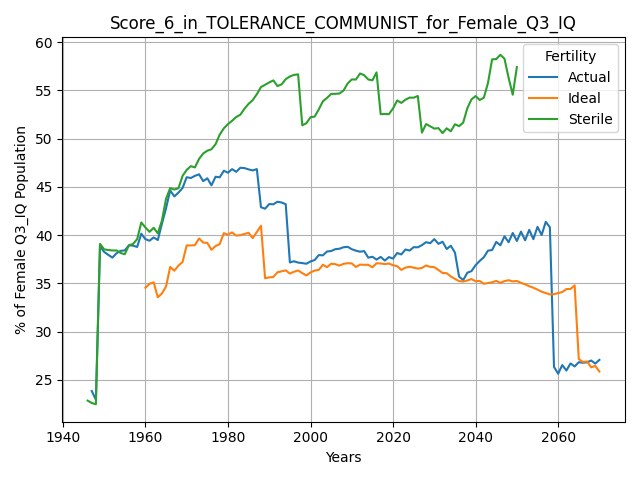 Score_6_in_TOLERANCE_COMMUNIST_for_Female_Q3_IQ
% of Female Q3_IQ Population
60
55
50
45
40
35
30
25
Fertility
Actual
Ideal
Sterile
1940
1960
1980
2000
2020
2040
2060
Years